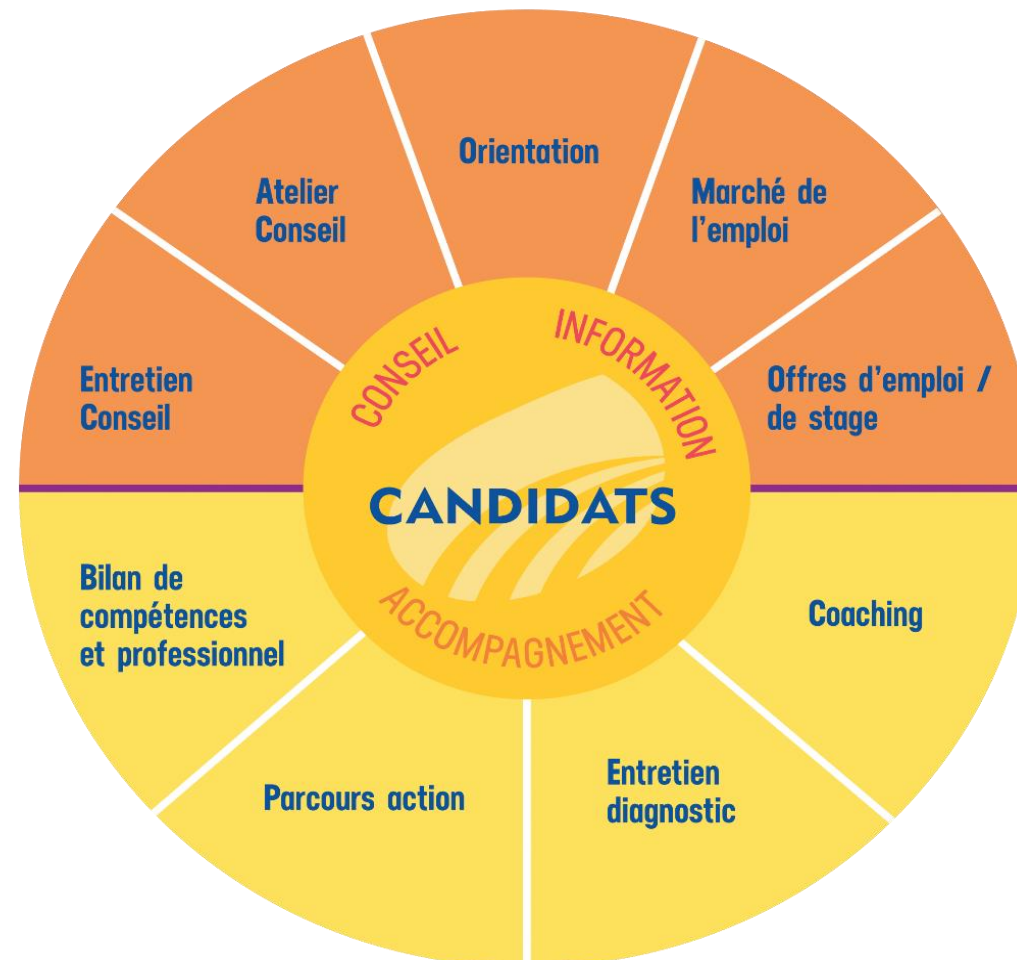 Orientation
Atelier
Conseil
Marché de
l'emploi
Entretien
Conseil
Offres d'emploi /
de stage
CONSEIL
INFORMATION
CANDIDATS
ACCOMPAGNEMENT
Bilan de
compétences
et professionnel
Coaching
Parcours action
Entretien
diagnostic